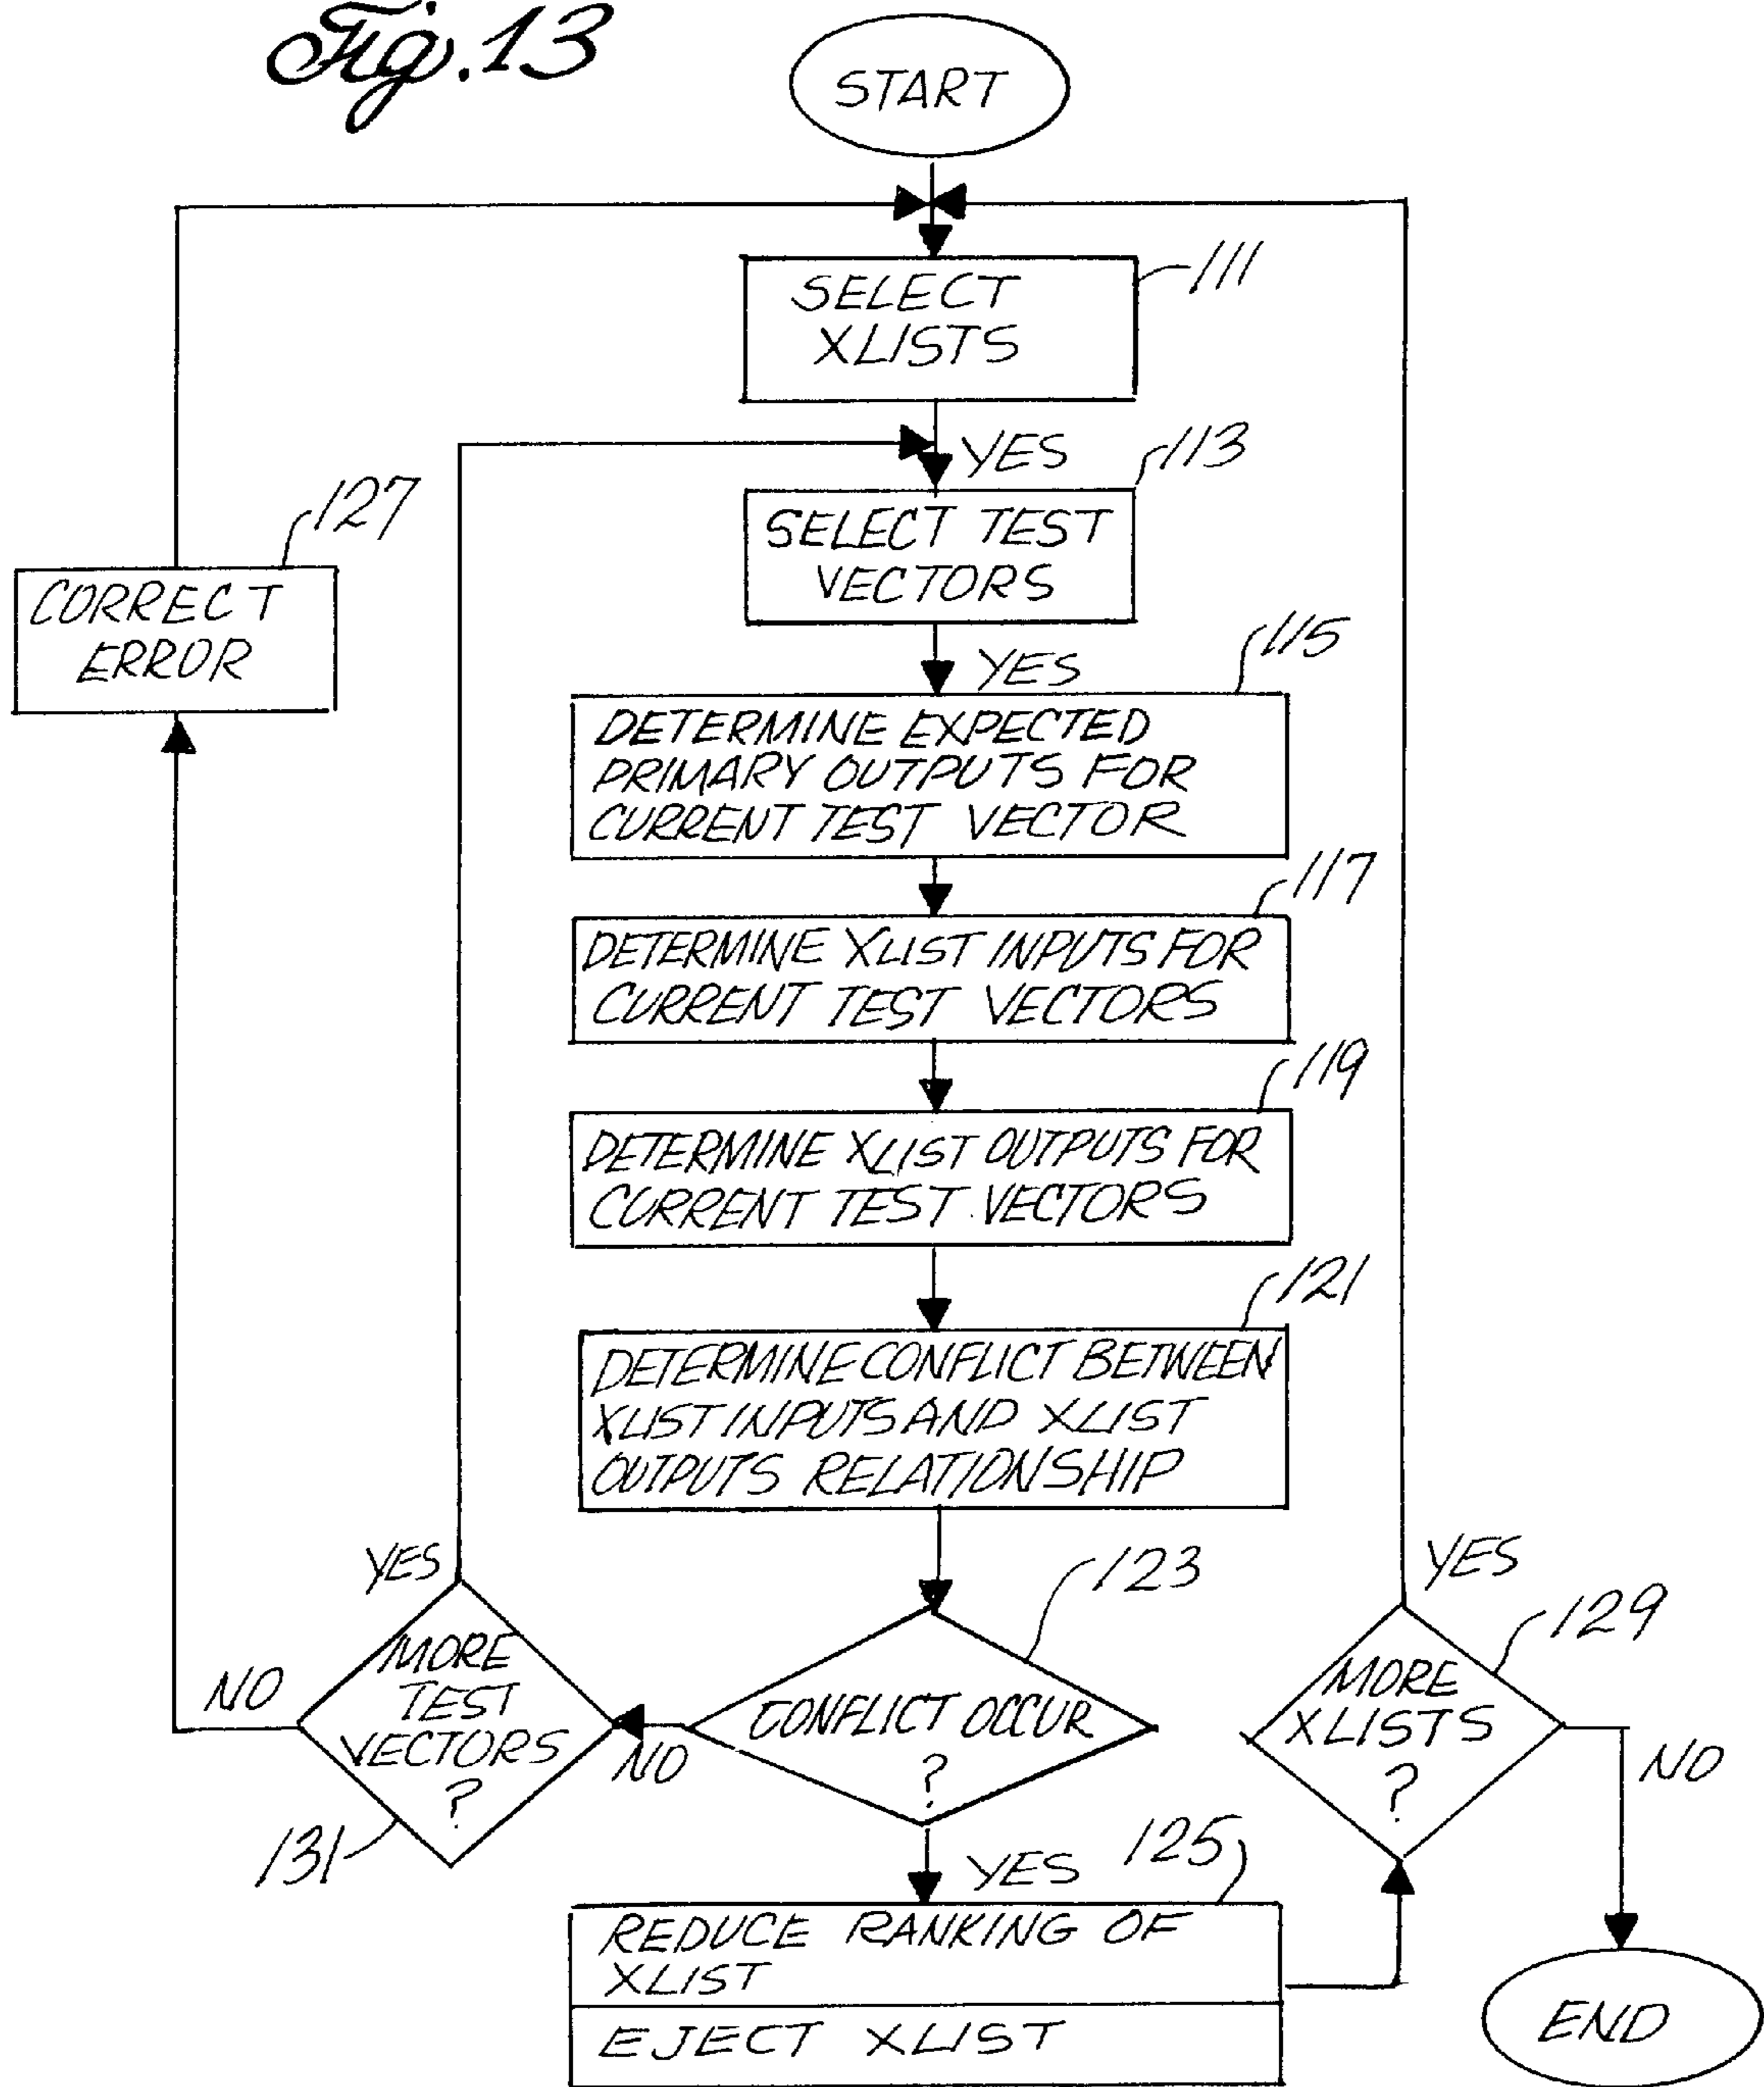 Fig. 13
START
SELECT
XLISTS
111
YES
113
SELECT TEST
VECTORS
127
CORRECT
ERROR
YES
115
DETERMINE EXPECTED
PRIMARY OUTPUTS FOR
CURRENT TEST VECTOR
117
DETERMINE XLIST INPUTS FOR
CURRENT TEST VECTORS
119
DETERMINE XLIST OUTPUTS FOR
CURRENT TEST VECTORS
121
DETERMINE CONFLICT BETWEEN
XLIST INPUTS AND XLIST
OUTPUTS RELATIONSHIP
123
CONFLICT OCCUR
?
NO
YES
YES
MORE
TEST
VECTORS
?
NO
131
125
REDUCE RANKING OF
XLIST
EJECT XLIST
YES
129
MORE
XLISTS
?
NO
END